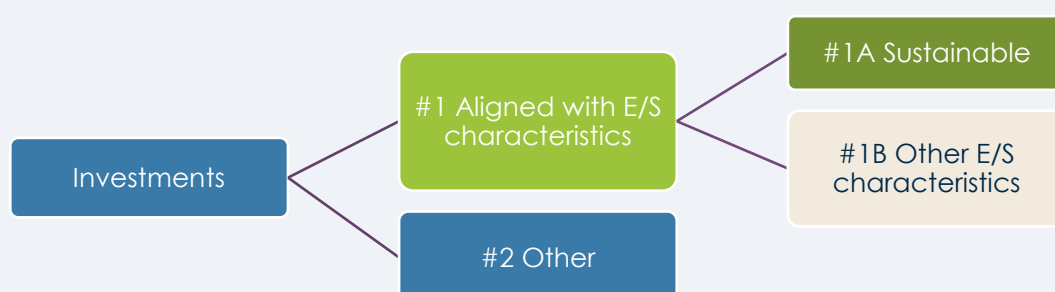 Investments
#1 Aligned with E/S
characteristics
#2 Other
#1A Sustainable
#1B Other E/S
characteristics